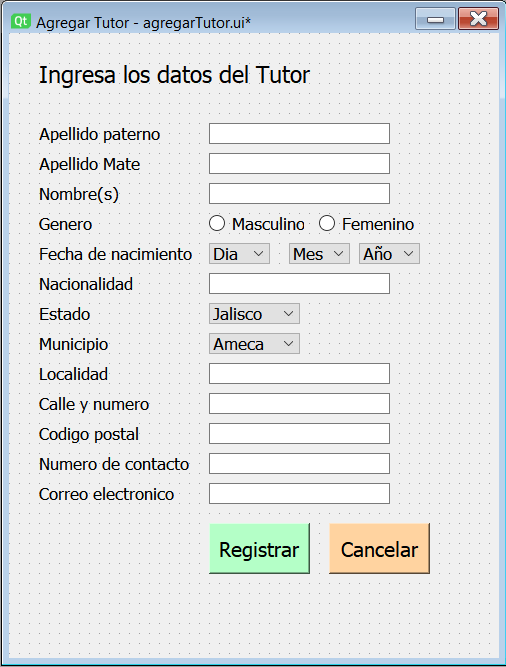 Qt Agregar Tutor - agregarTutor.ui*
Ingresa los datos del Tutor
Apellido paterno
Apellido Mate
Nombre(s)
Genero Masculino Femenino
Fecha de nacimiento Dia Mes Año
Nacionalidad
Estado Jalisco
Municipio Ameca
Localidad
Calle y numero
Codigo postal
Numero de contacto
Correo electronico
Registrar Cancelar